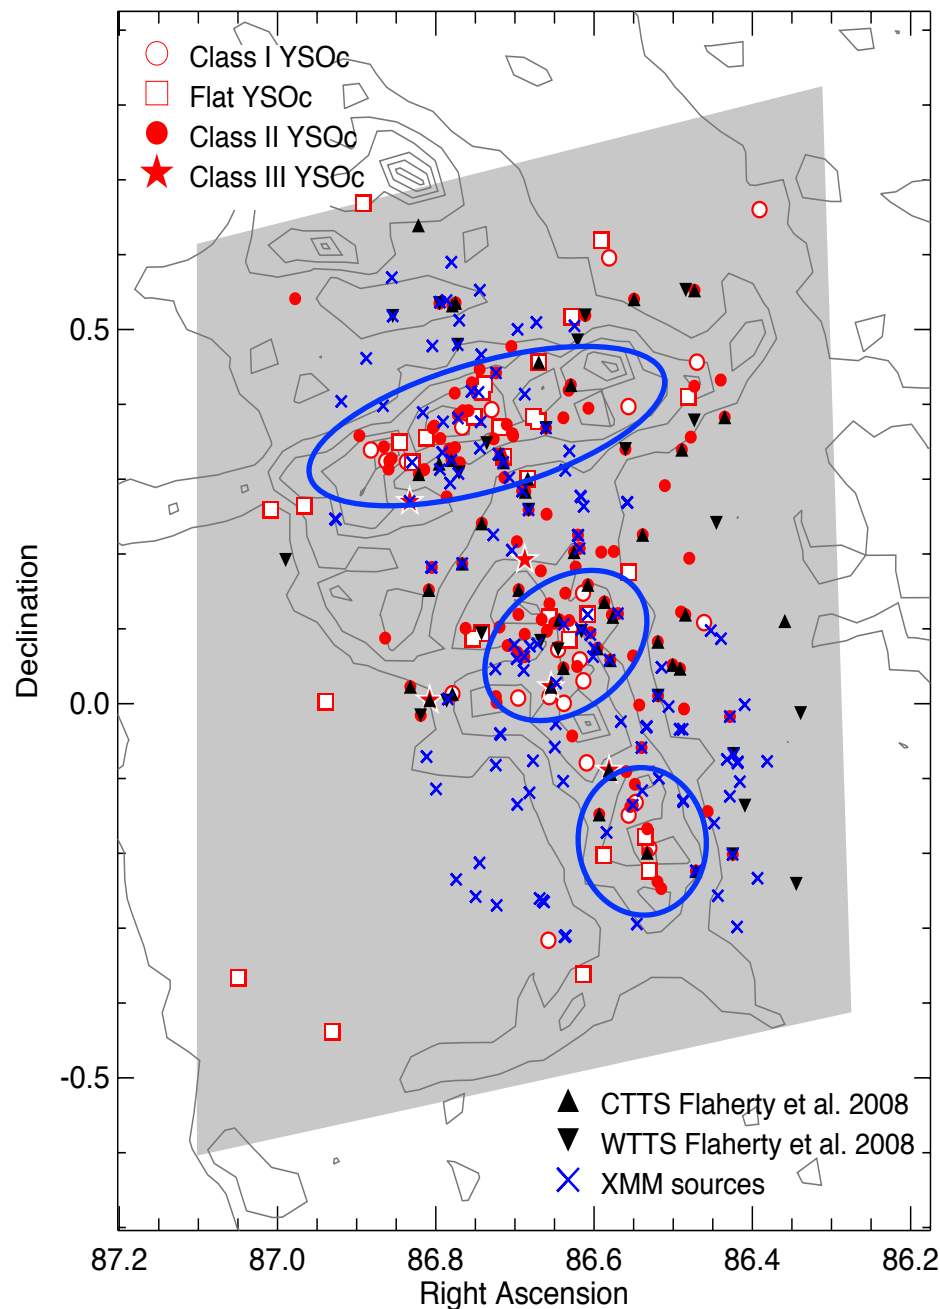 Class I YSOc
Flat YSOc
Class II YSOc
Class III YSOc
0.5
0.0
-0.5
Declination
CTTS Flaherty et al. 2008
WTTS Flaherty et al. 2008
XMM sources
87.2 87.0 86.8 86.6 86.4 86.2
Right Ascension